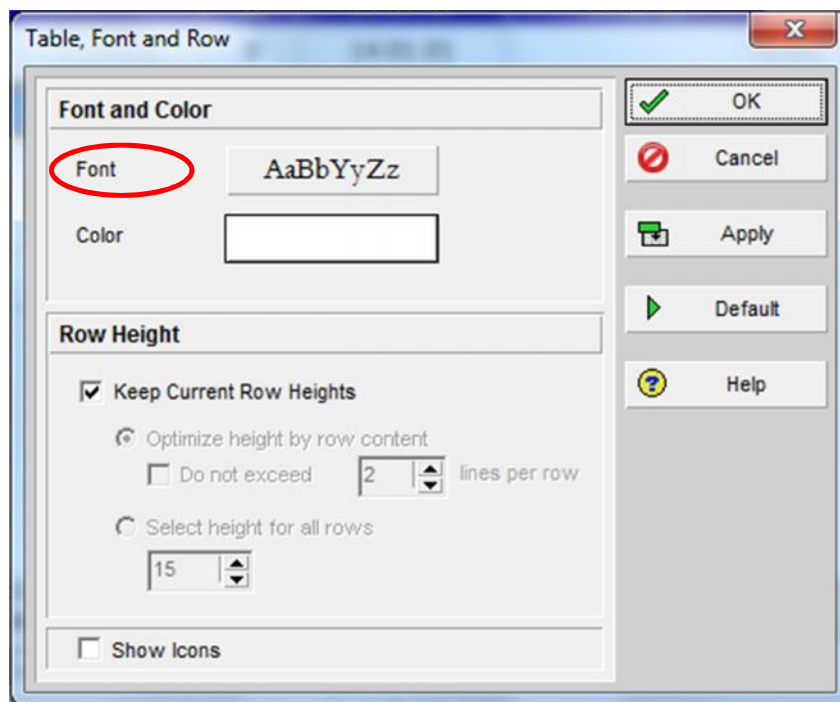 Table, Font and Row
Font and Color
Font
AaBbYyZz
Color
Row Height
Keep Current Row Heights
Optimize height by row content
Do not exceed 2 lines per row
Select height for all rows
15
Show Icons
OK
Cancel
Apply
Default
Help